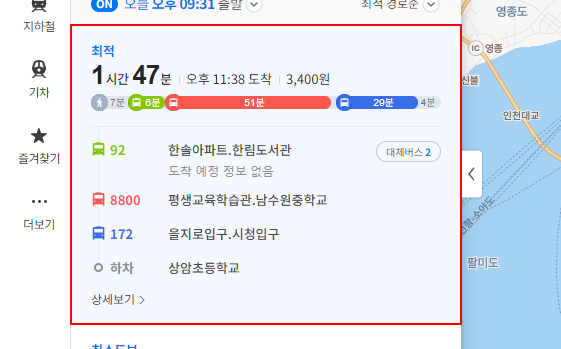 지하철
기차
즐겨찾기
더보기
ON 오늘 오후 09:31 출발
최적 경로순
최적
1시간 47분 오후 11:38 도착 3,400원
7분 6분 51분 29분 4분
92 한솔아파트.한림도서관
대체버스 2
도착 예정 정보 없음
8800 평생교육학습관.남수원중학교
172 을지로입구.시청입구
하차 상암초등학교
상세보기
영종도
IC 영종
신불
인천대교
팔미도